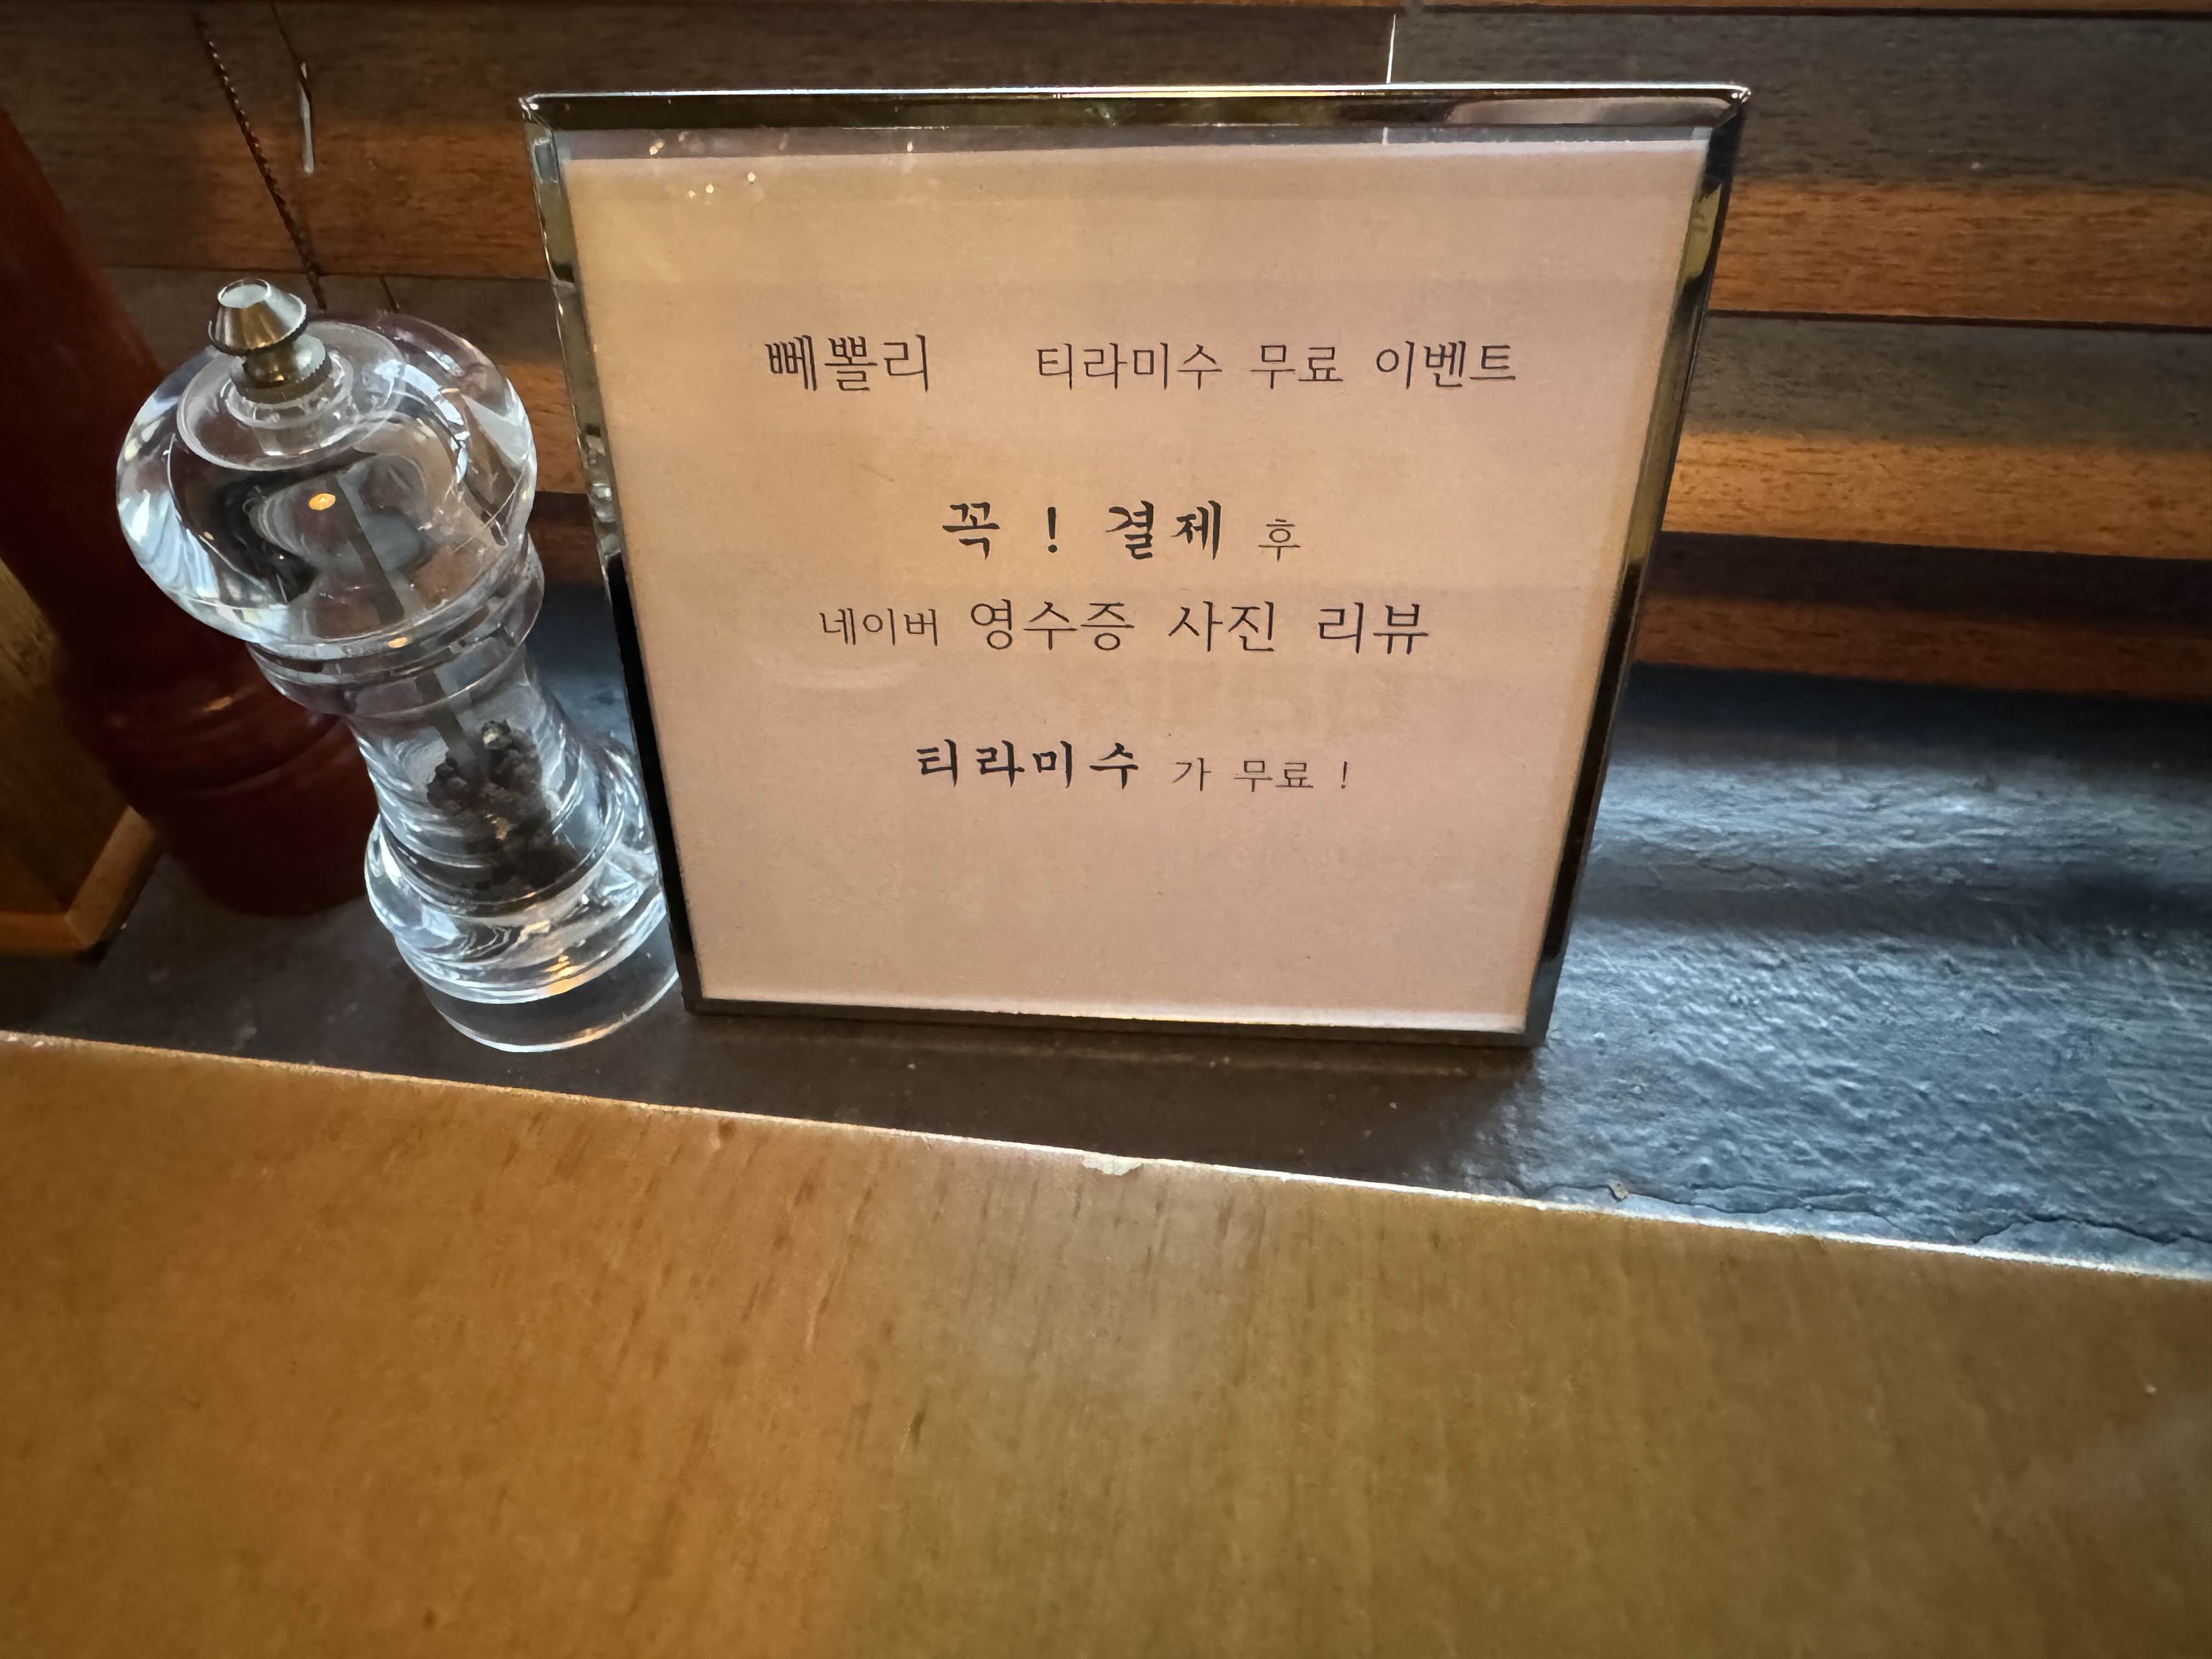 뻬뽈리 티라미수 무료 이벤트
꼭 ! 결제 후
네이버 영수증 사진 리뷰
티라미수 가 무료 !